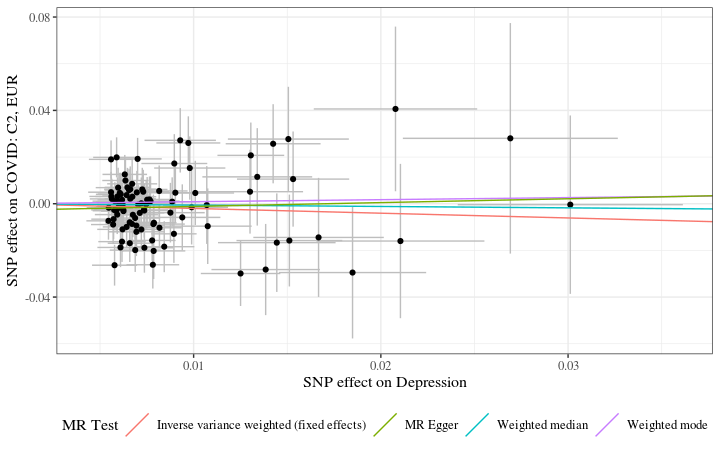 0.08
0.04
0.00
-0.04
SNP effect on COVID: C2, EUR
0.01 0.02 0.03
SNP effect on Depression
MR Test Inverse variance weighted (fixed effects) MR Egger Weighted median Weighted mode